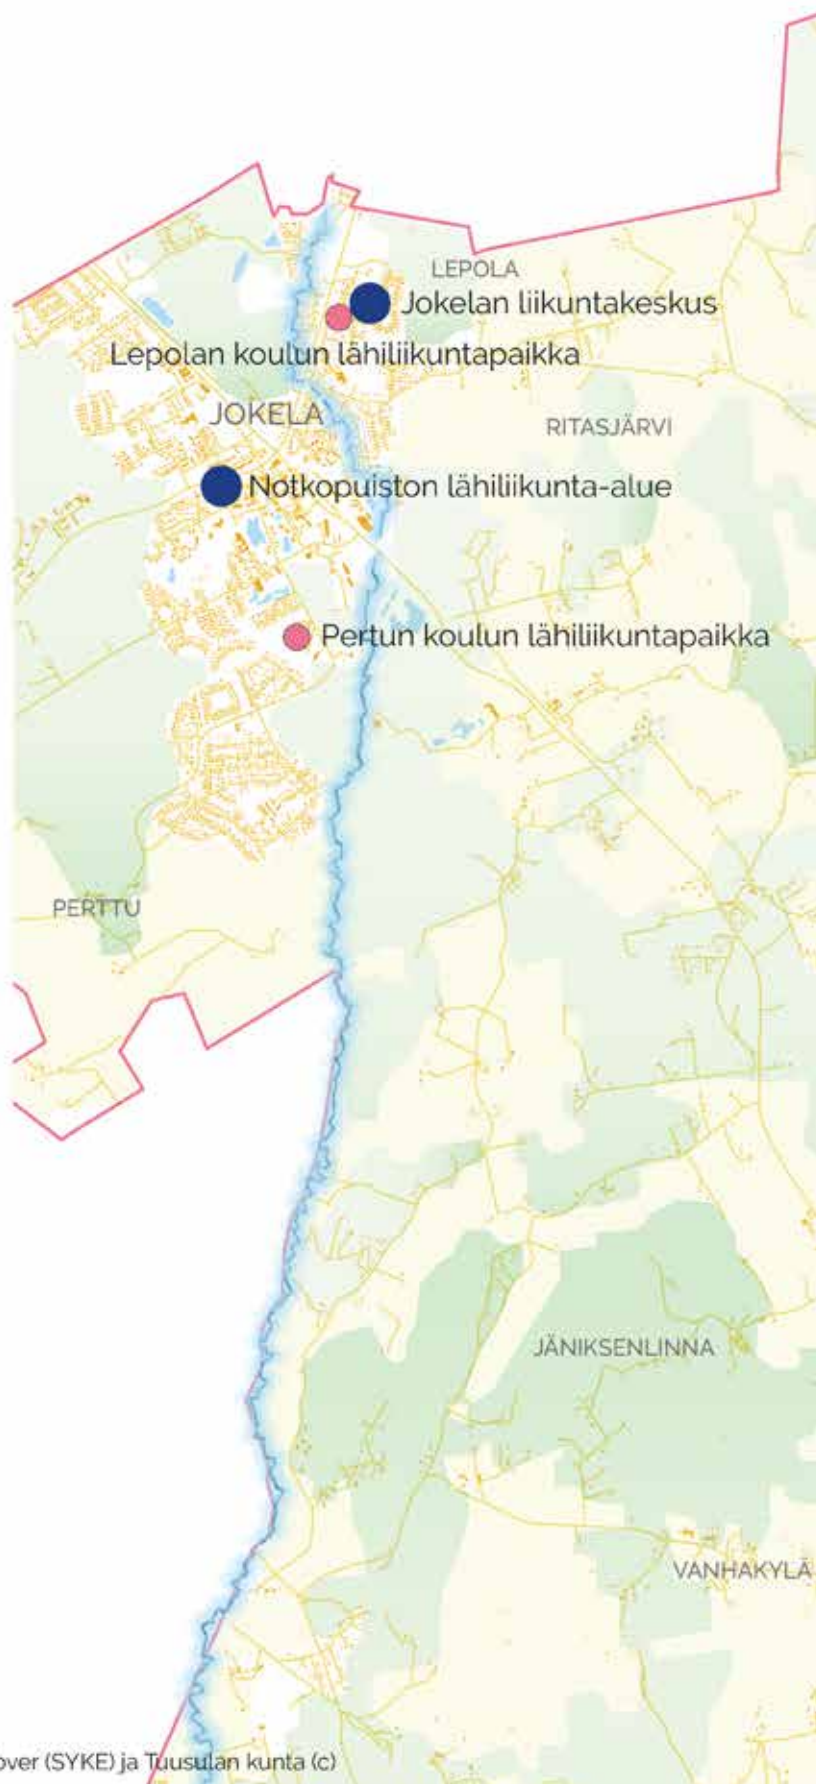 LEPOLA
Jokelan liikuntakeskus
Lepolan koulun lähiliikuntapaikka
JOKELA
RITASJÄRVI
Notkopuiston lähiliikunta-alue
Pertun koulun lähiliikuntapaikka
PERTTU
JÄNIKSENLINNA
VANHAKYLÄ
over (SYKE) ja Tuusulan kunta (c)